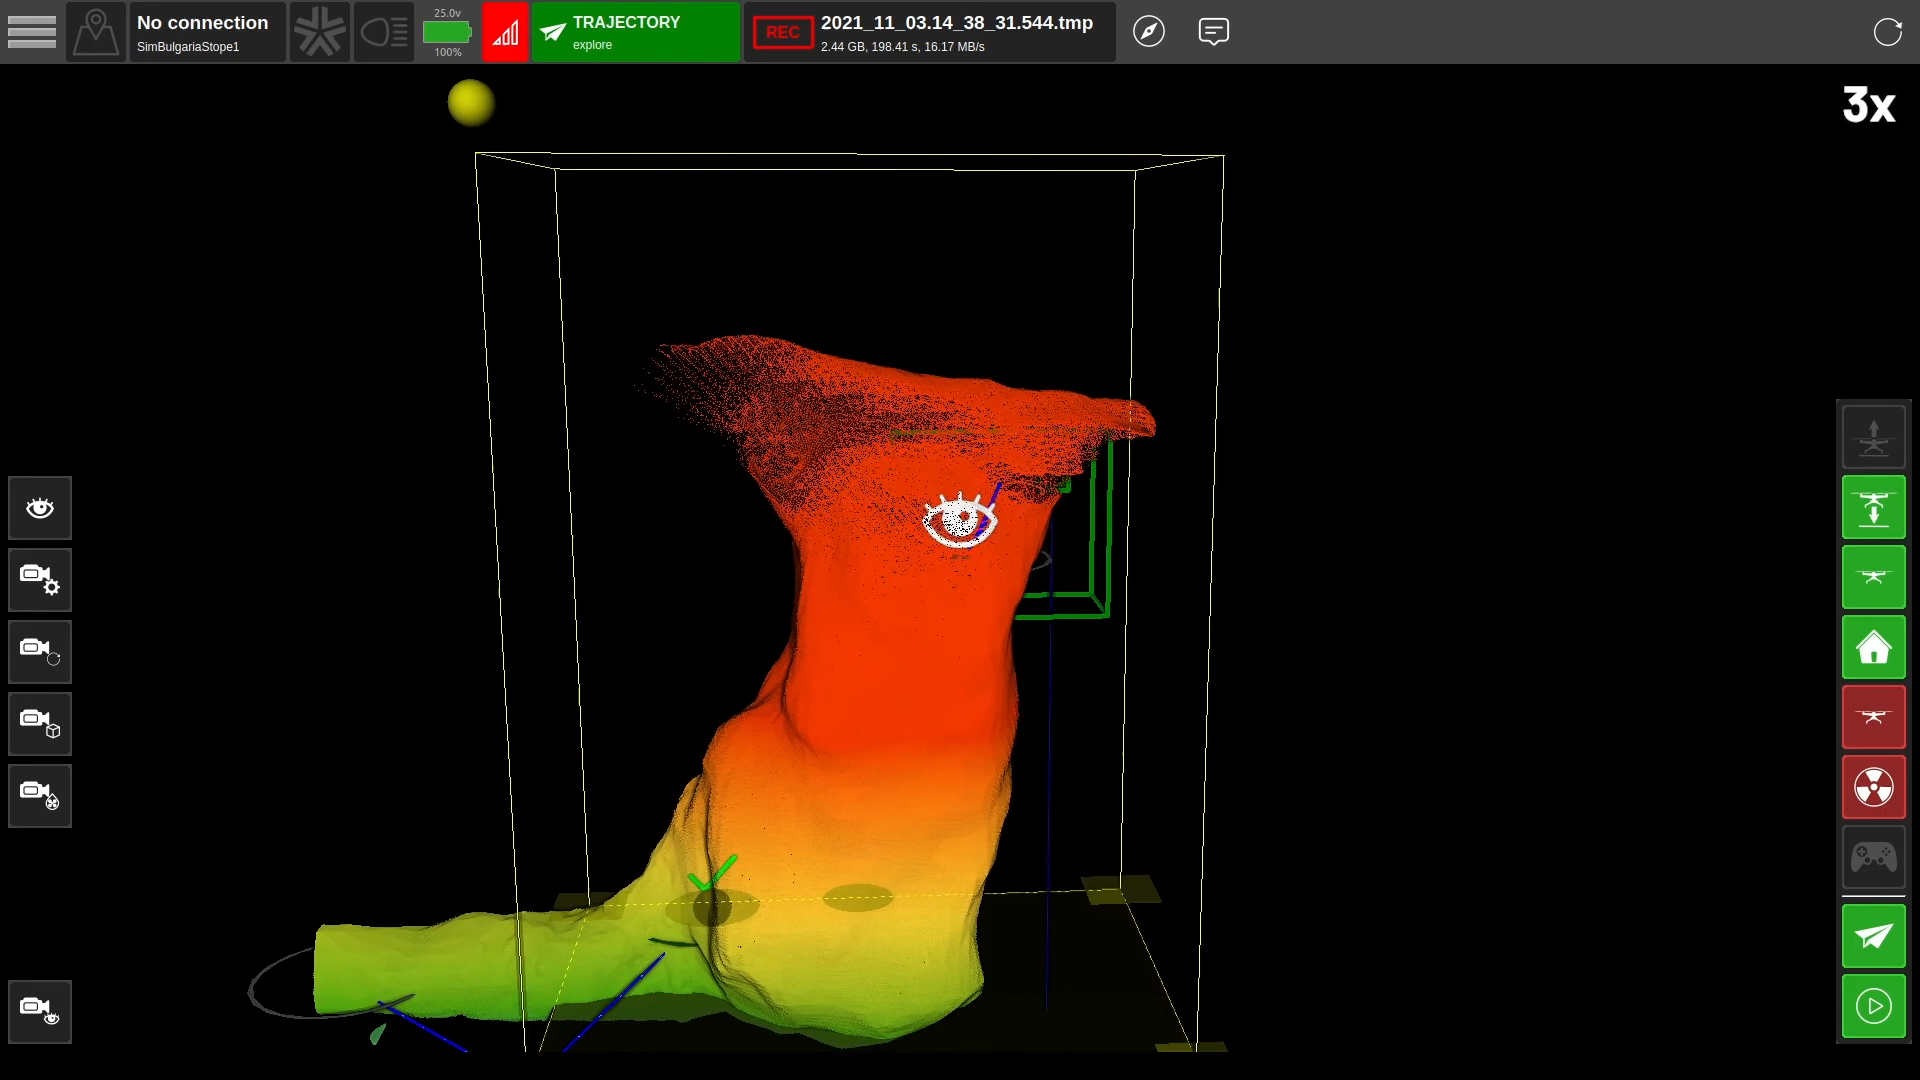 No connection
SimBulgariaStope1
25.0v
100%
TRAJECTORY
explore
REC
2021_11_03.14_38_31.544.tmp
2.44 GB, 198.41 s, 16.17 MB/s
3x